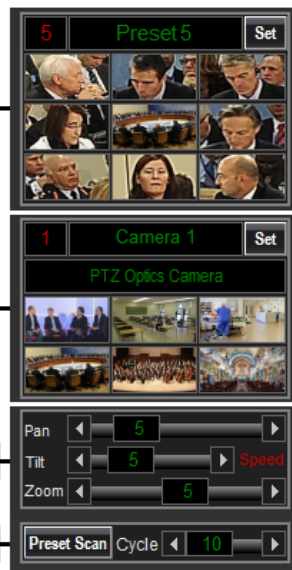 5 Preset 5 Set
1 Camera 1 Set
PTZ Optics Camera
Pan 5
Tilt 5 Speed
Zoom 5
Preset Scan Cycle 10